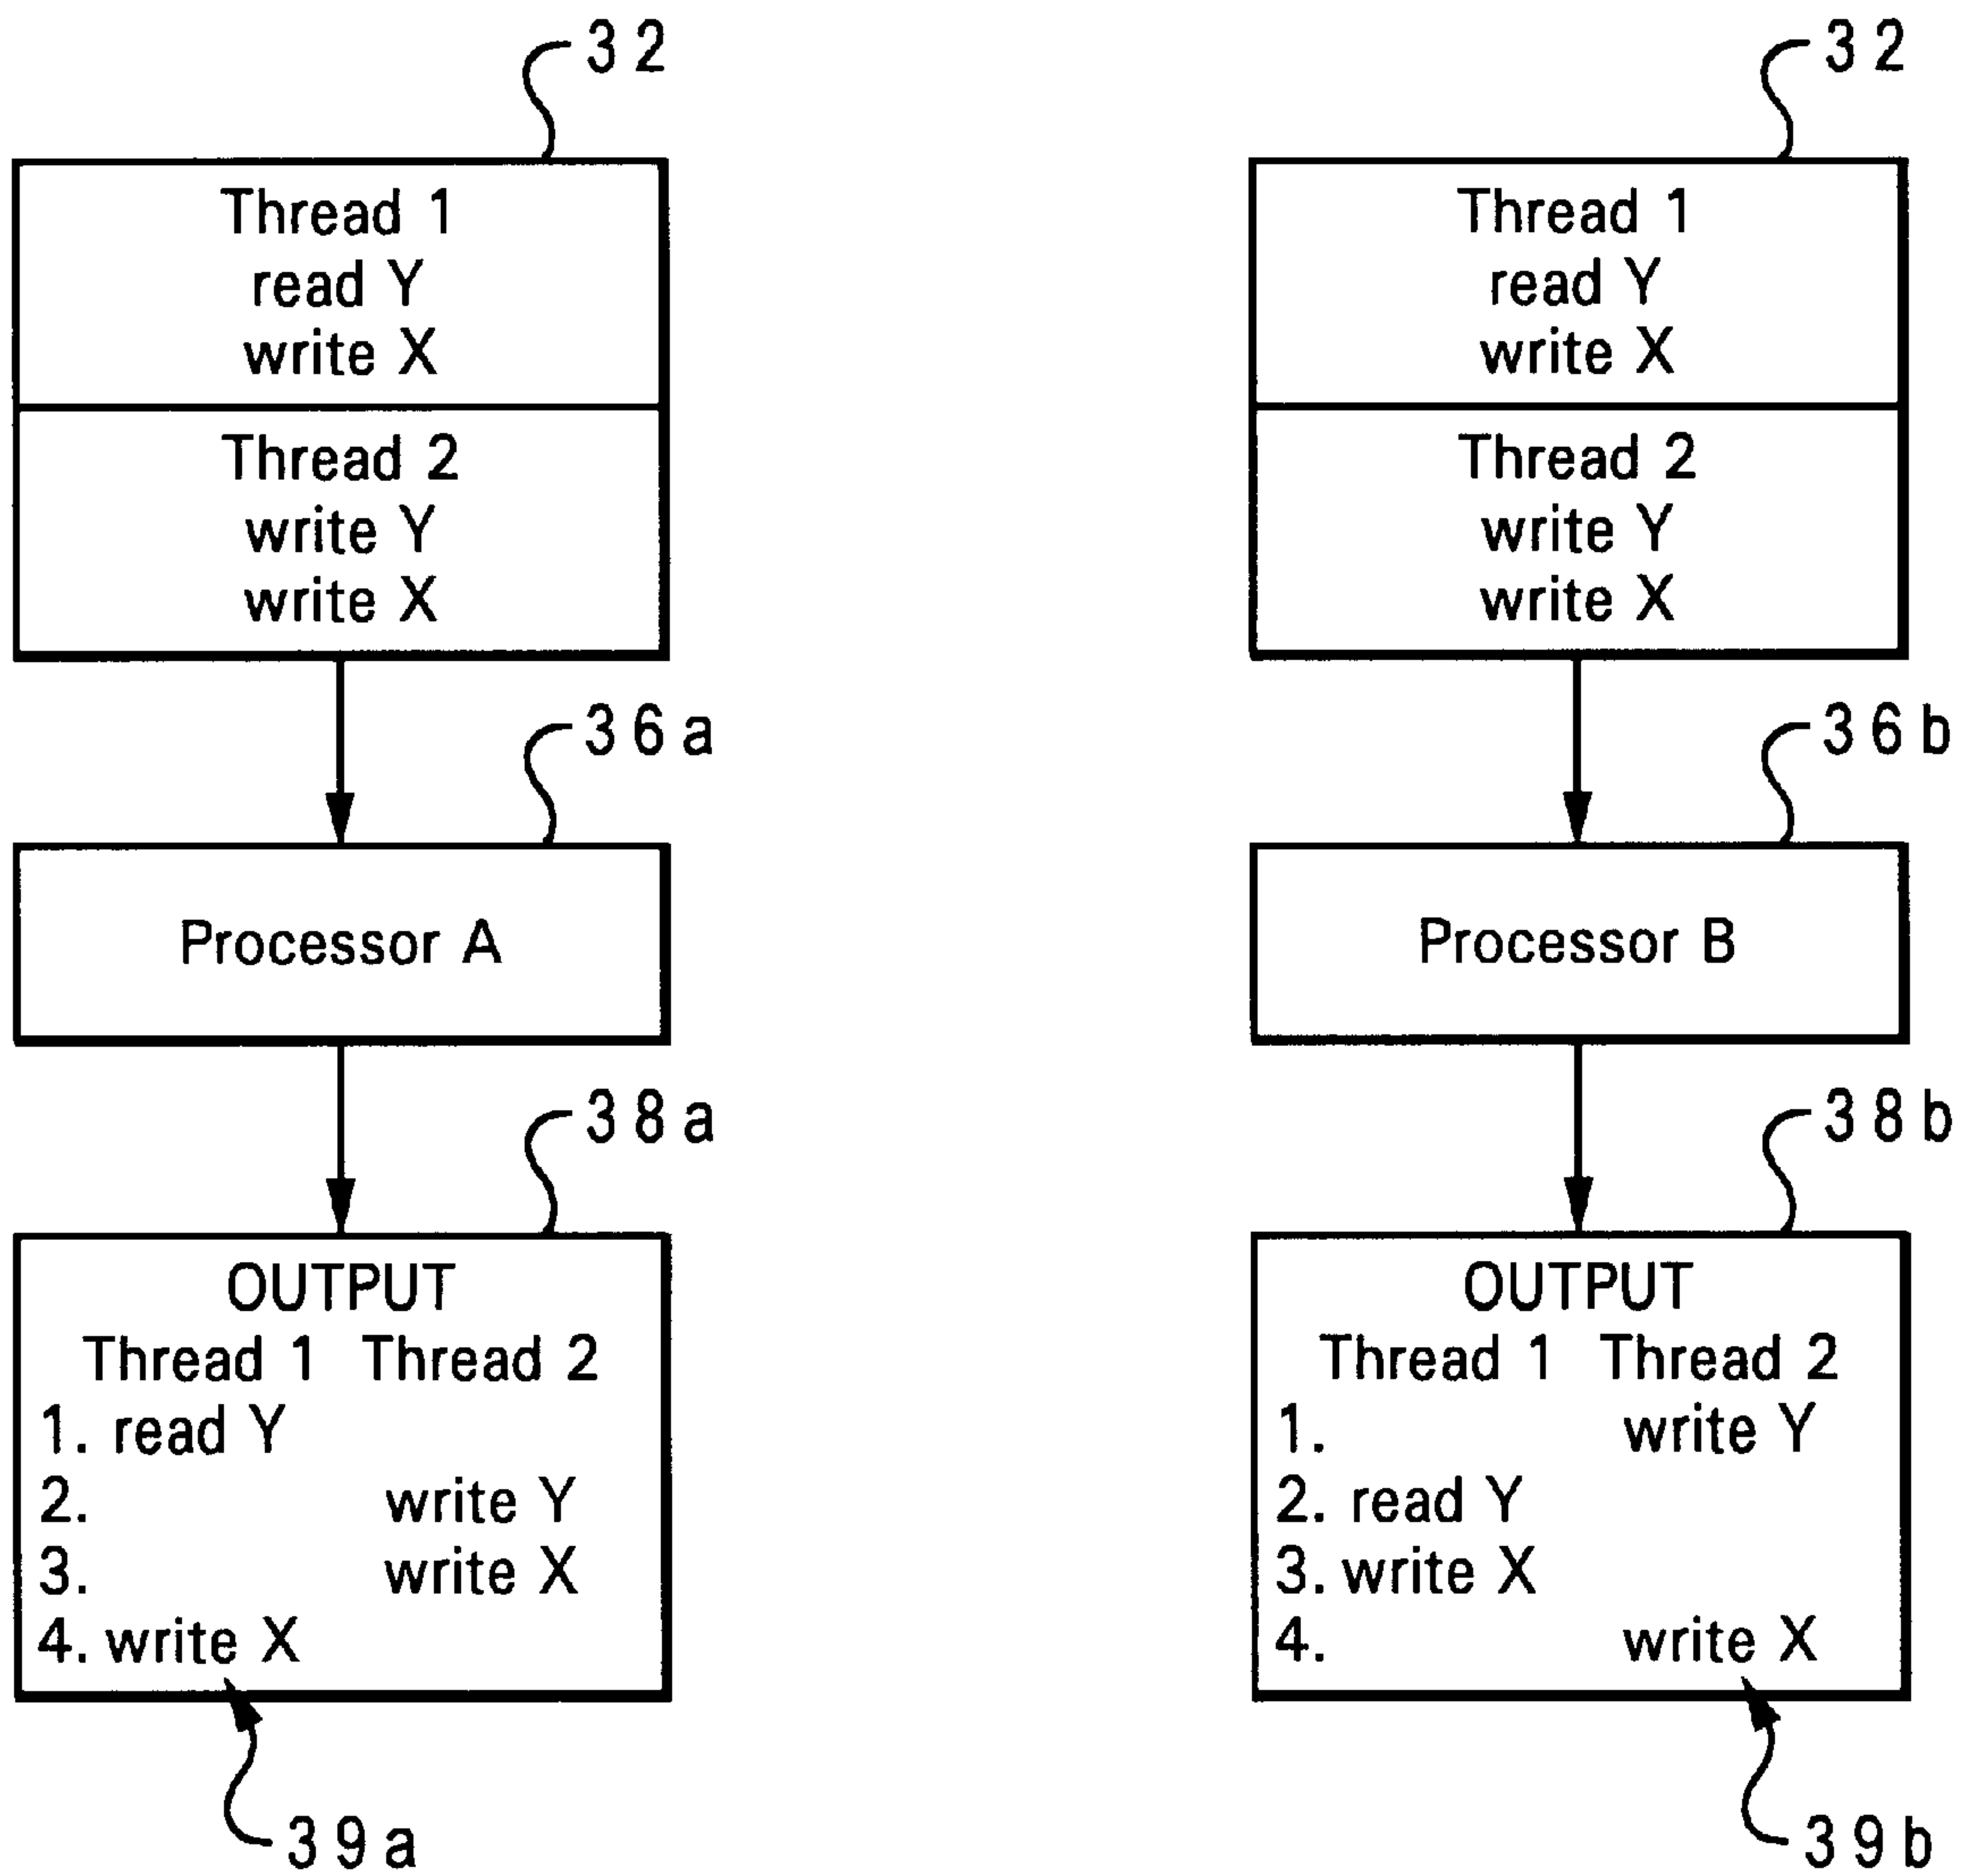 32
Thread 1
read Y
write X
Thread 2
write Y
write X
36a
Processor A
38a
OUTPUT
Thread 1 Thread 2
1. read Y
2. write Y
3. write X
4. write X
39a
32
Thread 1
read Y
write X
Thread 2
write Y
write X
36b
Processor B
38b
OUTPUT
Thread 1 Thread 2
1. write Y
2. read Y
3. write X
4. write X
39b